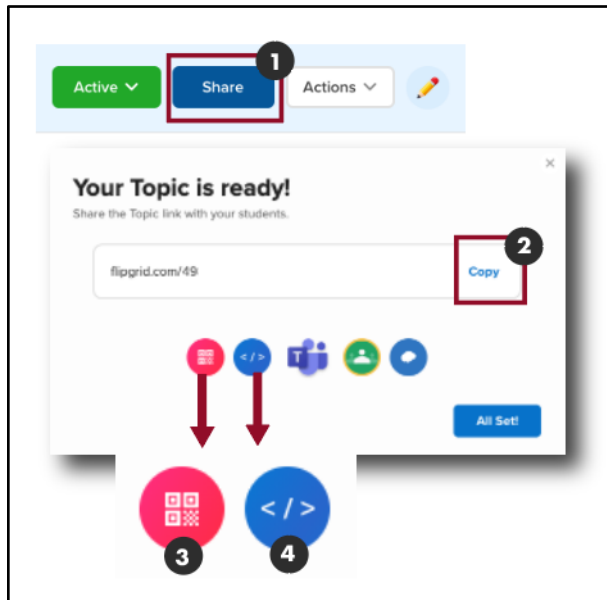 1
Active Share Actions
Your Topic is ready!
Share the Topic link with your students.
2
flipgrid.com/49 Copy
</>
All Set!
</>
3 4